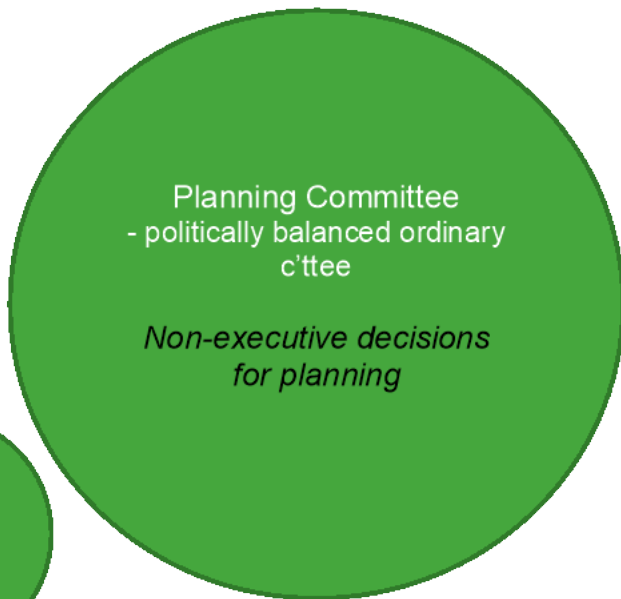 Planning Committee
- politically balanced ordinary
c'ttee
Non-executive decisions
for planning